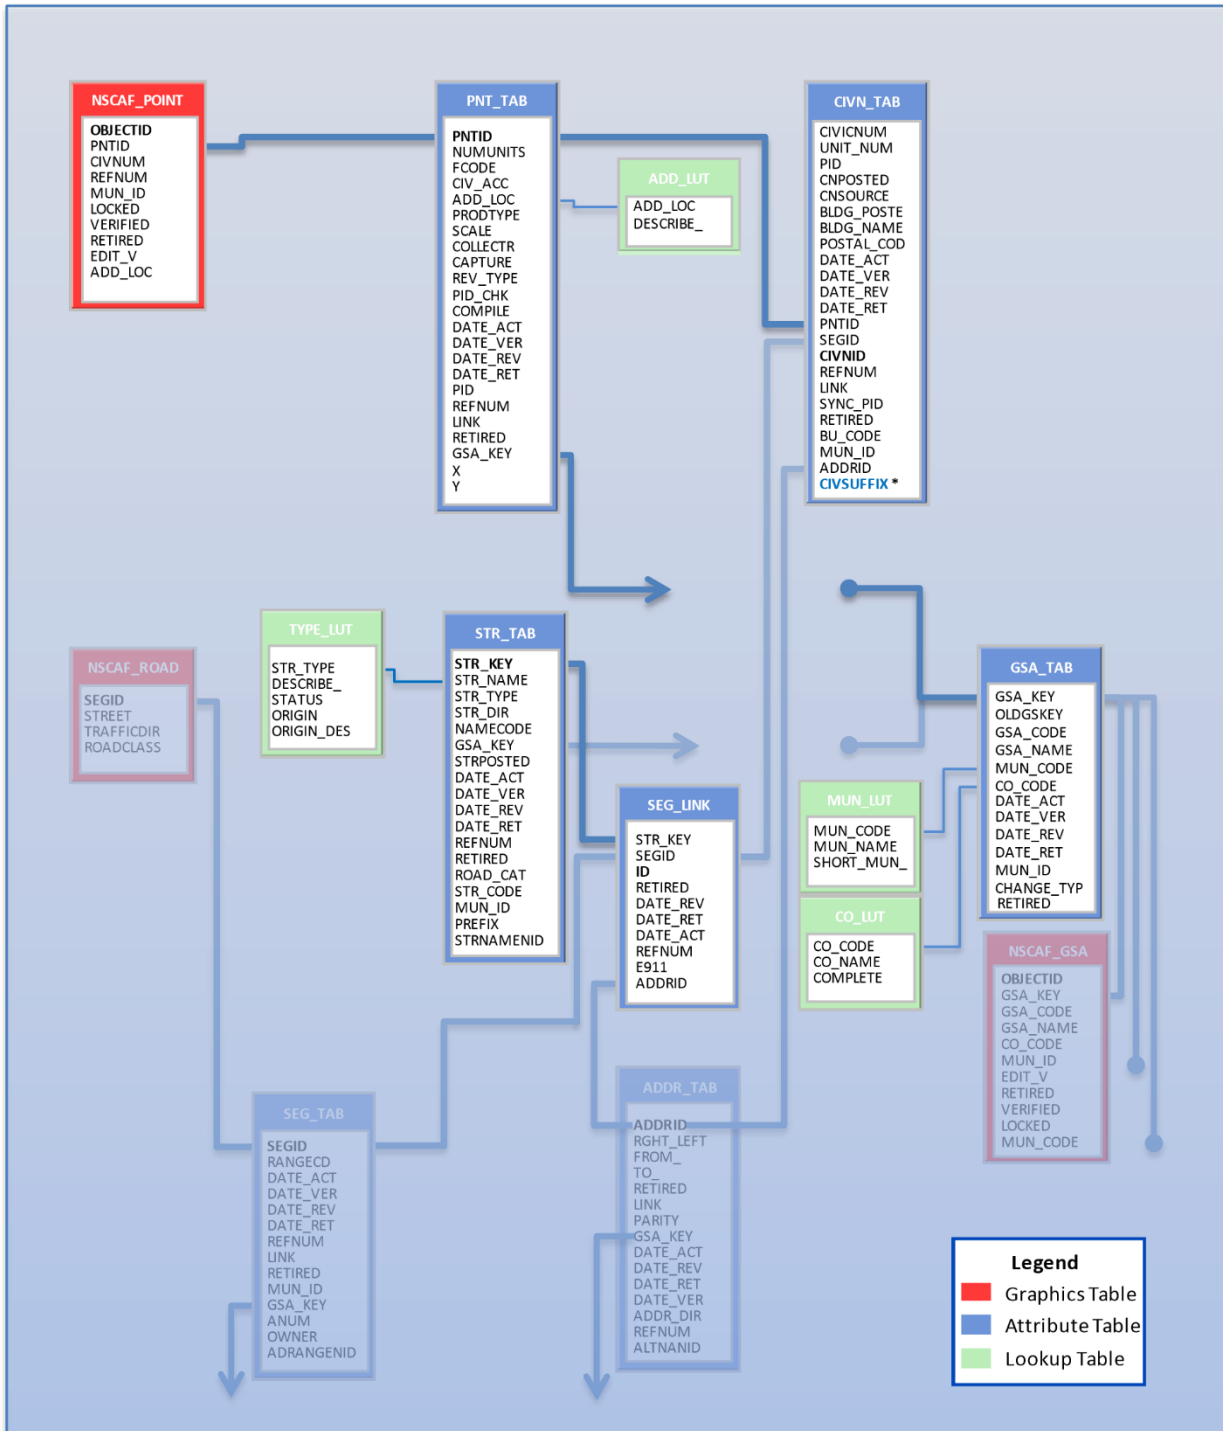 NSCAF_POINT
OBJECTID
PNTID
CIVNUM
REFNUM
MUN_ID
LOCKED
VERIFIED
RETIRED
EDIT_V
ADD_LOC
PNT_TAB
PNTID
NUMUNITS
FCODE
CIV_ACC
ADD_LOC
PRODTYPE
SCALE
COLLECTR
CAPTURE
REV_TYPE
PID_CHK
COMPILE
DATE_ACT
DATE_VER
DATE_REV
DATE_RET
PID
REFNUM
LINK
RETIRED
GSA_KEY
X
Y
ADD_LUT
ADD_LOC
DESCRIBE_
CIVN_TAB
CIVICNUM
UNIT_NUM
PID
CNPOSTED
CNSOURCE
BLDG_POSTE
BLDG_NAME
POSTAL_COD
DATE_ACT
DATE_VER
DATE_REV
DATE_RET
PNTID
SEGID
CIVNID
REFNUM
LINK
SYNC_PID
RETIRED
BU_CODE
MUN_ID
ADDRID
CIVSUFFIX *
NSCAF_ROAD
SEGID
STREET
TRAFFICDIR
ROADCLASS
TYPE_LUT
STR_TYPE
DESCRIBE_
STATUS
ORIGIN
ORIGIN_DES
STR_TAB
STR_KEY
STR_NAME
STR_TYPE
STR_DIR
NAMECODE
GSA_KEY
STRPOSTED
DATE_ACT
DATE_VER
DATE_REV
DATE_RET
REFNUM
RETIRED
ROAD_CAT
STR_CODE
MUN_ID
PREFIX
STRNAMENID
SEG_LINK
STR_KEY
SEGID
ID
RETIRED
DATE_REV
DATE_RET
DATE_ACT
REFNUM
E911
ADDRID
MUN_LUT
MUN_CODE
MUN_NAME
SHORT_MUN_
CO_LUT
CO_CODE
CO_NAME
COMPLETE
GSA_TAB
GSA_KEY
OLDGSKEY
GSA_CODE
GSA_NAME
MUN_CODE
CO_CODE
DATE_ACT
DATE_VER
DATE_REV
DATE_RET
MUN_ID
CHANGE_TYP
RETIRED
NSCAF_GSA
OBJECTID
GSA_KEY
GSA_CODE
GSA_NAME
CO_CODE
MUN_ID
EDIT_V
RETIRED
VERIFIED
LOCKED
MUN_CODE
SEG_TAB
SEGID
RANGECD
DATE_ACT
DATE_VER
DATE_REV
DATE_RET
REFNUM
LINK
RETIRED
MUN_ID
GSA_KEY
ANUM
OWNER
ADRANGENID
ADDR_TAB
ADDRID
RGHT_LEFT
FROM_
TO_
RETIRED
LINK
PARITY
GSA_KEY
DATE_ACT
DATE_REV
DATE_RET
DATE_VER
ADDR_DIR
REFNUM
ALTNANID
Legend
Graphics Table
Attribute Table
Lookup Table